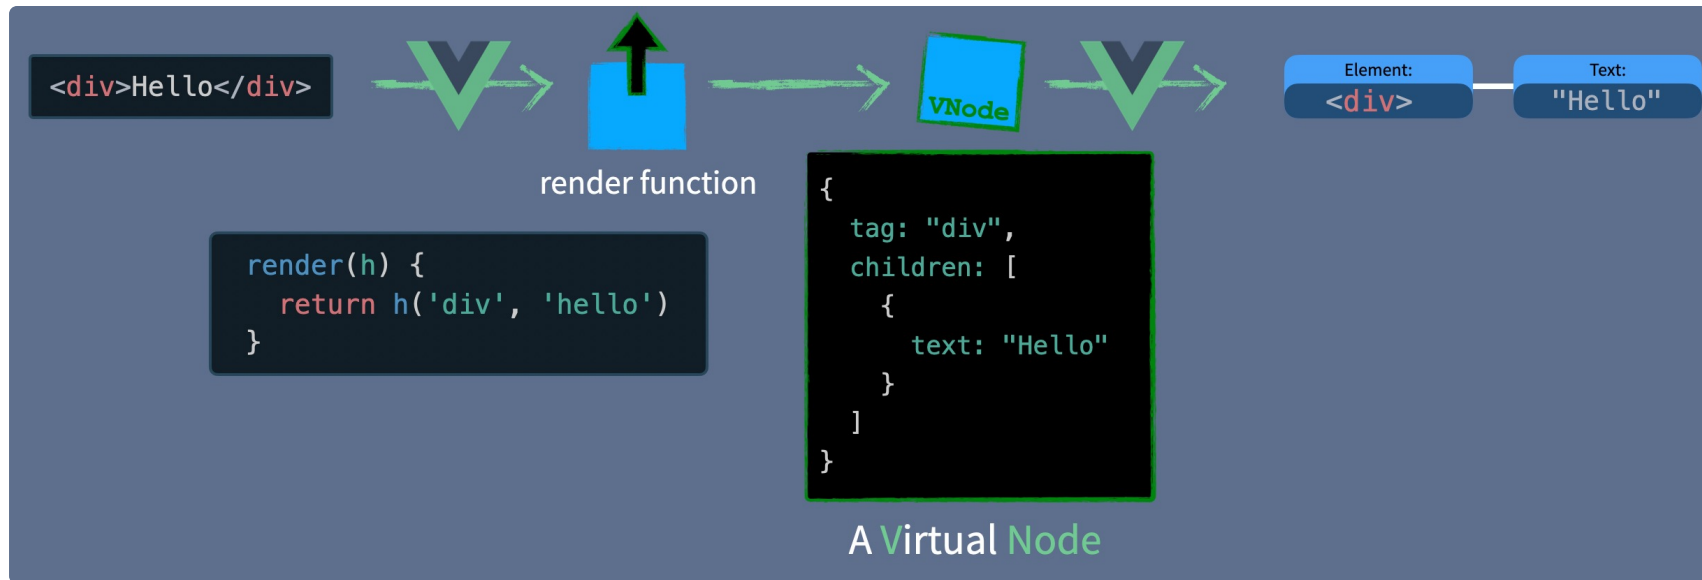 <div>Hello</div>
render function
VNode
Element:
<div>
Text:
"Hello"
render(h) {
  return h('div', 'hello')
}
{
  tag: "div",
  children: [
    {
      text: "Hello"
    }
  ]
}
A Virtual Node